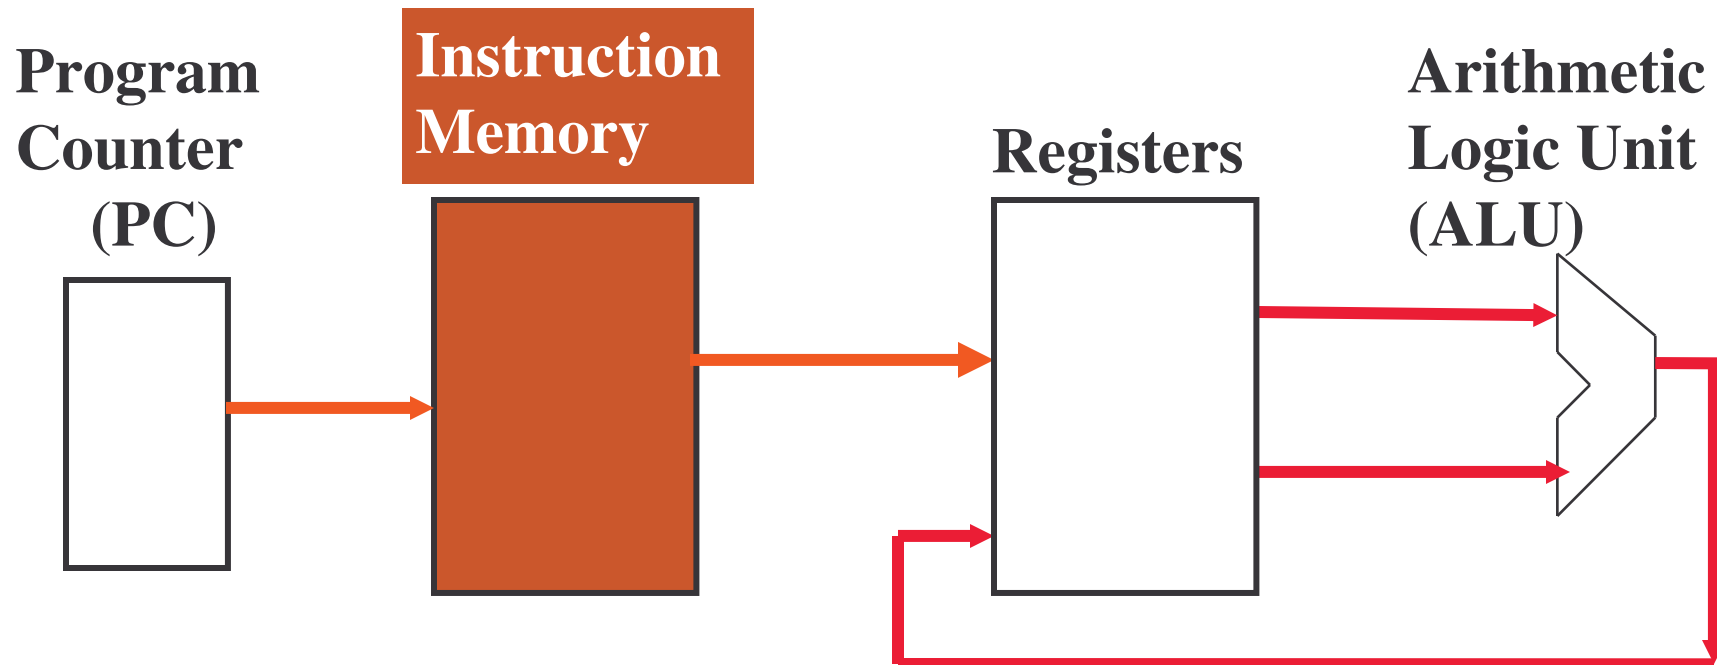 Program
Counter
(PC)
Instruction
Memory
Registers
Arithmetic
Logic Unit
(ALU)